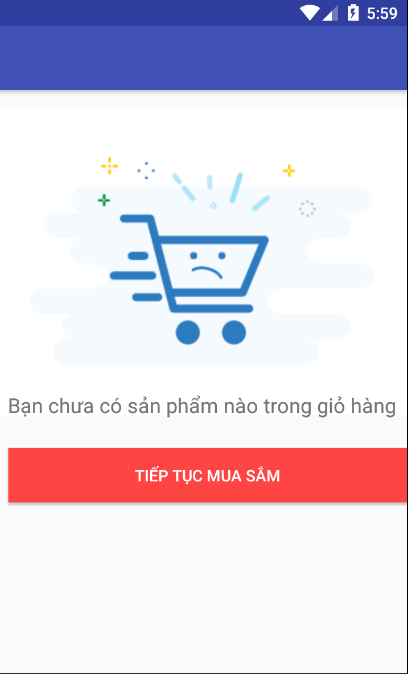 5:59
Bạn chưa có sản phẩm nào trong giỏ hàng
TIẾP TỤC MUA SẮM